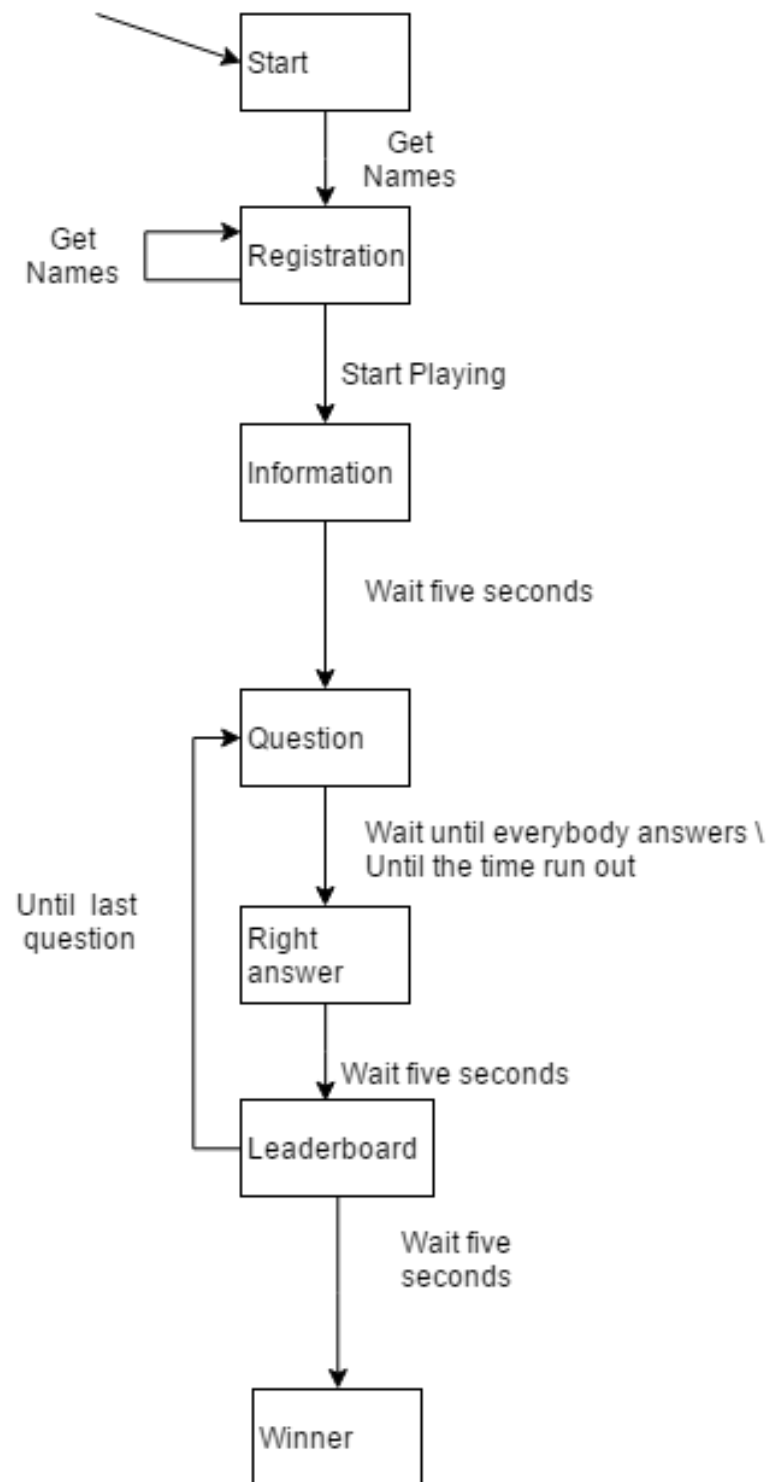 Start
Get
Names
Get
Names
Registration
Start Playing
Information
Wait five seconds
Question
Wait until everybody answers \
Until the time run out
Until last
question
Right
answer
Wait five seconds
Leaderboard
Wait five
seconds
Winner